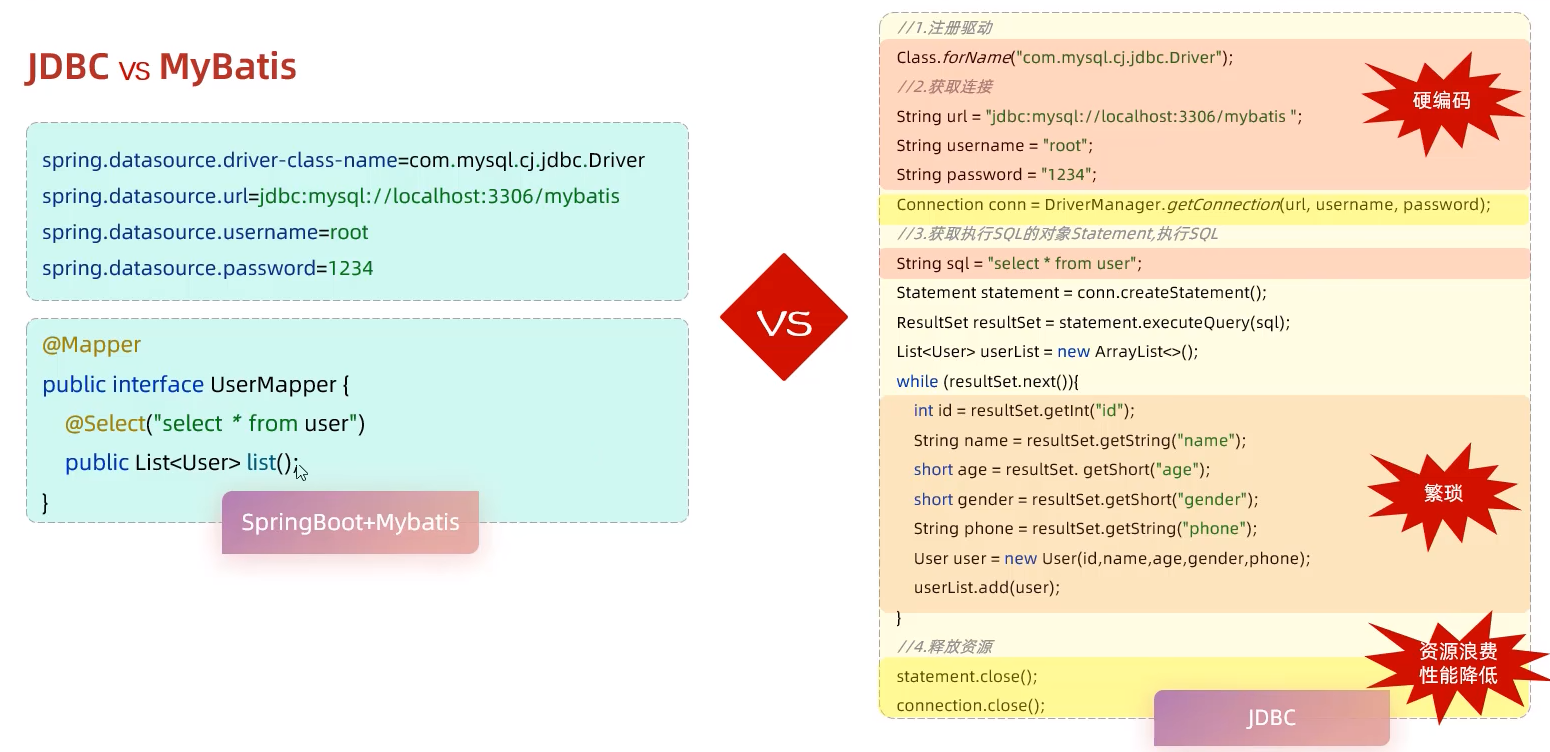 JDBC vs MyBatis
spring.datasource.driver-class-name=com.mysql.cj.jdbc.Driver
spring.datasource.url=jdbc:mysql://localhost:3306/mybatis
spring.datasource.username=root
spring.datasource.password=1234
@Mapper
public interface UserMapper {
@Select("select * from user")
public List<User> list();
}
SpringBoot+Mybatis
VS
//1.注册驱动
Class.forName("com.mysql.cj.jdbc.Driver");
//2.获取连接
String url = "jdbc:mysql://localhost:3306/mybatis ";
String username = "root";
String password = "1234";
硬编码
Connection conn = DriverManager.getConnection(url, username, password);
//3.获取执行SQL的对象Statement,执行SQL
String sql = "select * from user";
Statement statement = conn.createStatement();
ResultSet resultSet = statement.executeQuery(sql);
List<User> userList = new ArrayList<>();
while (resultSet.next()){
int id = resultSet.getInt("id");
String name = resultSet.getString("name");
short age = resultSet. getShort("age");
short gender = resultSet.getShort("gender");
String phone = resultSet.getString("phone");
User user = new User(id,name,age,gender,phone);
userList.add(user);
繁琐
}
//4.释放资源
statement.close();
connection.close();
资源浪费
性能降低
JDBC